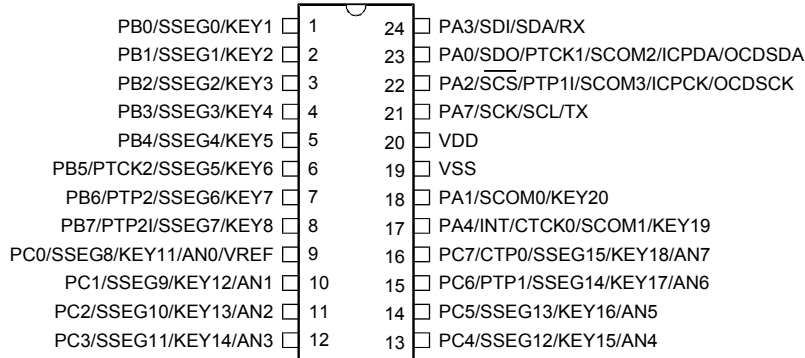 PB0/SSEG0/KEY1 1 24 PA3/SDI/SDA/RX
PB1/SSEG1/KEY2 2 23 PA0/SDO/PTCK1/SCOM2/ICPDA/OCDSDA
PB2/SSEG2/KEY3 3 22 PA2/SCS/PTP1I/SCOM3/ICPCK/OCDSCK
PB3/SSEG3/KEY4 4 21 PA7/SCK/SCL/TX
PB4/SSEG4/KEY5 5 20 VDD
PB5/PTCK2/SSEG5/KEY6 6 19 VSS
PB6/PTP2/SSEG6/KEY7 7 18 PA1/SCOM0/KEY20
PB7/PTP2I/SSEG7/KEY8 8 17 PA4/INT/CTCK0/SCOM1/KEY19
PC0/SSEG8/KEY11/AN0/VREF 9 16 PC7/CTP0/SSEG15/KEY18/AN7
PC1/SSEG9/KEY12/AN1 10 15 PC6/PTP1/SSEG14/KEY17/AN6
PC2/SSEG10/KEY13/AN2 11 14 PC5/SSEG13/KEY16/AN5
PC3/SSEG11/KEY14/AN3 12 13 PC4/SSEG12/KEY15/AN4